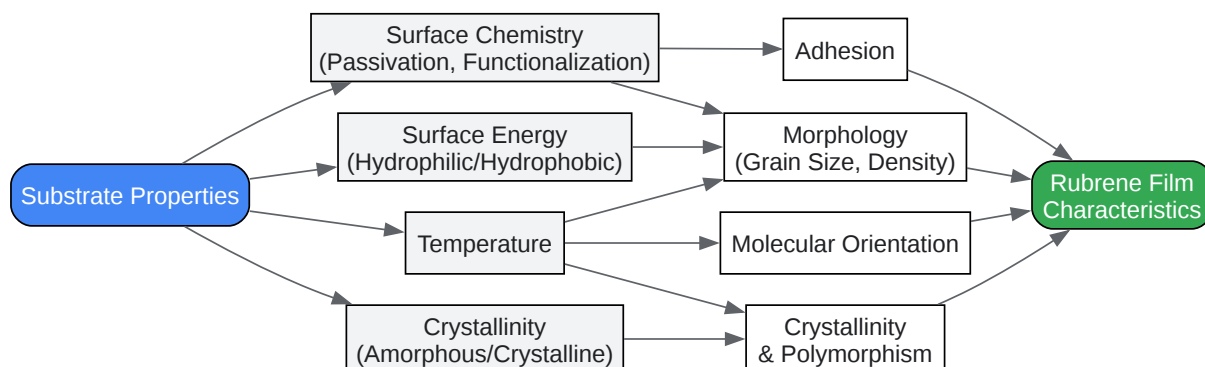 Surface Chemistry
(Passivation, Functionalization)
Adhesion
Surface Energy
(Hydrophilic/Hydrophobic)
Morphology
(Grain Size, Density)
Substrate Properties
Rubrene Film
Characteristics
Temperature
Molecular Orientation
Crystallinity
(Amorphous/Crystalline)
Crystallinity
& Polymorphism